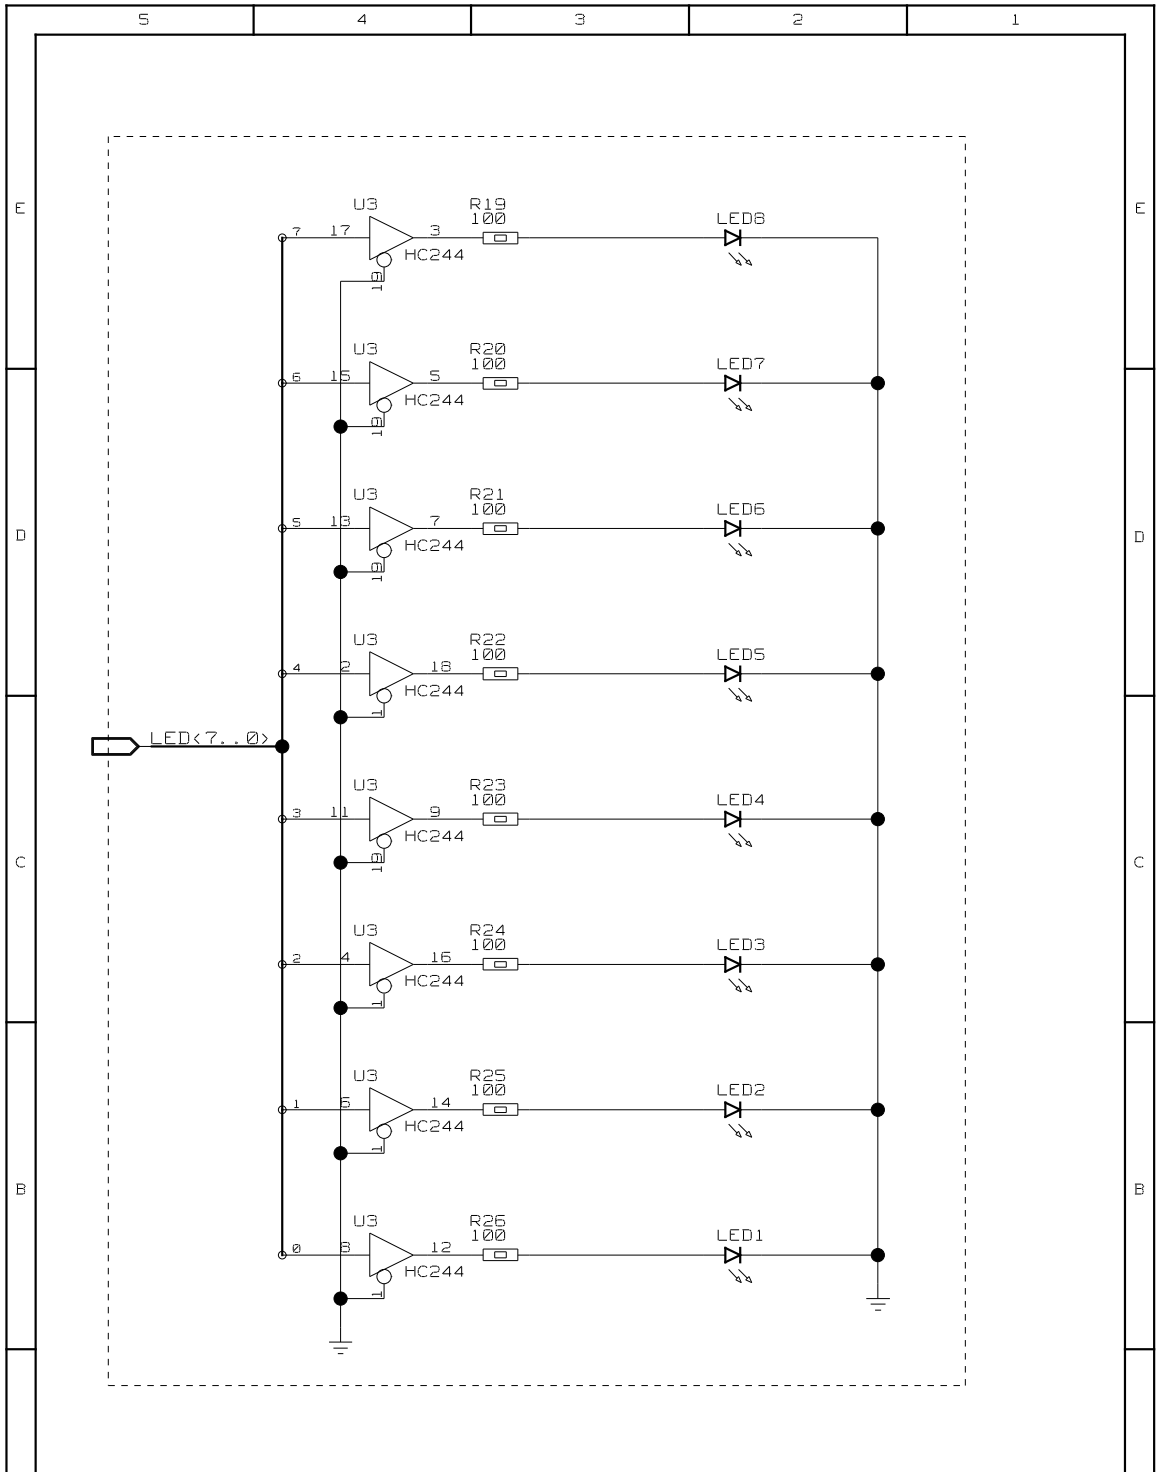 5 4 3 2 1
E E
U3 R19
100 LED8
7 17 3
HC244
19
U3 R20
100 LED7
6 15 5
HC244
19
U3 R21
100 LED6
5 13 7
HC244
19
D D
U3 R22
100 LED5
4 2 18
HC244
1
LED<7..0>
U3 R23
100 LED4
3 11 9
HC244
19
C C
U3 R24
100 LED3
2 4 16
HC244
1
U3 R25
100 LED2
1 6 14
HC244
1
B B
U3 R26
100 LED1
0 8 12
HC244
1